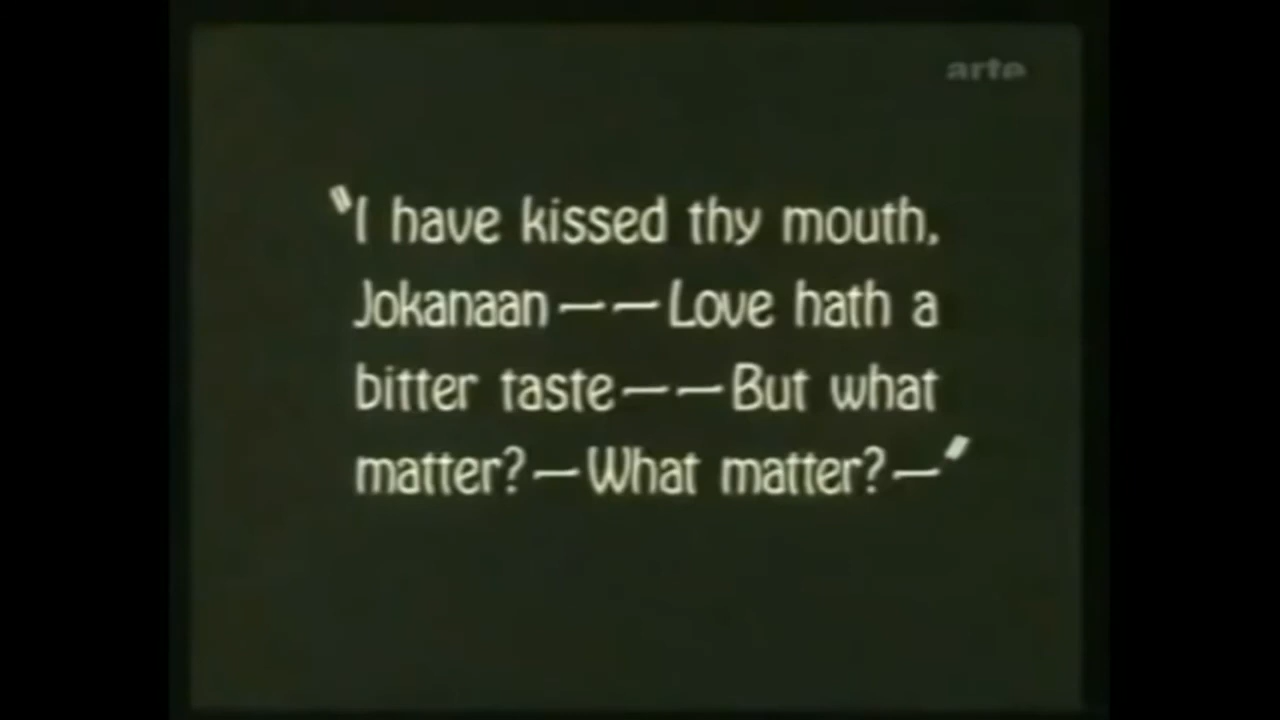 arte
"I have kissed thy mouth,
Jokanaan——Love hath a
bitter taste——But what
matter?—What matter?—"